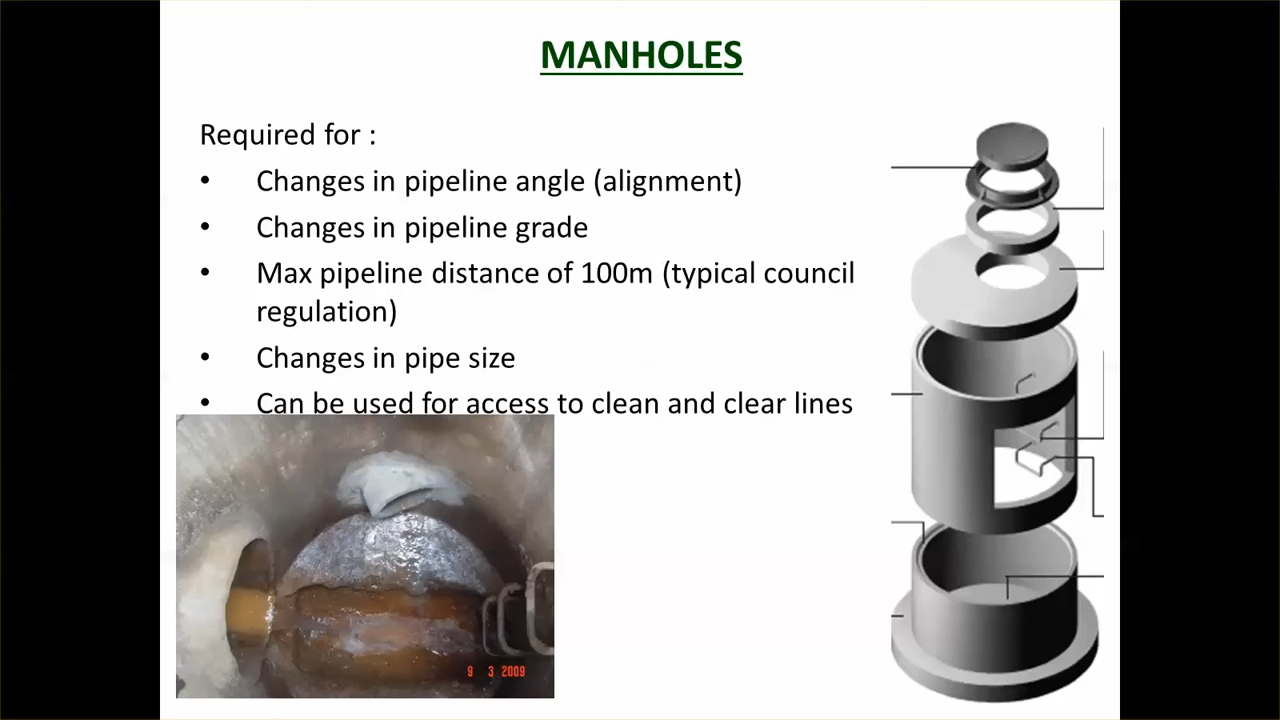 MANHOLES
Required for :
• Changes in pipeline angle (alignment)
• Changes in pipeline grade
• Max pipeline distance of 100m (typical council
regulation)
• Changes in pipe size
• Can be used for access to clean and clear lines
9 3 2009